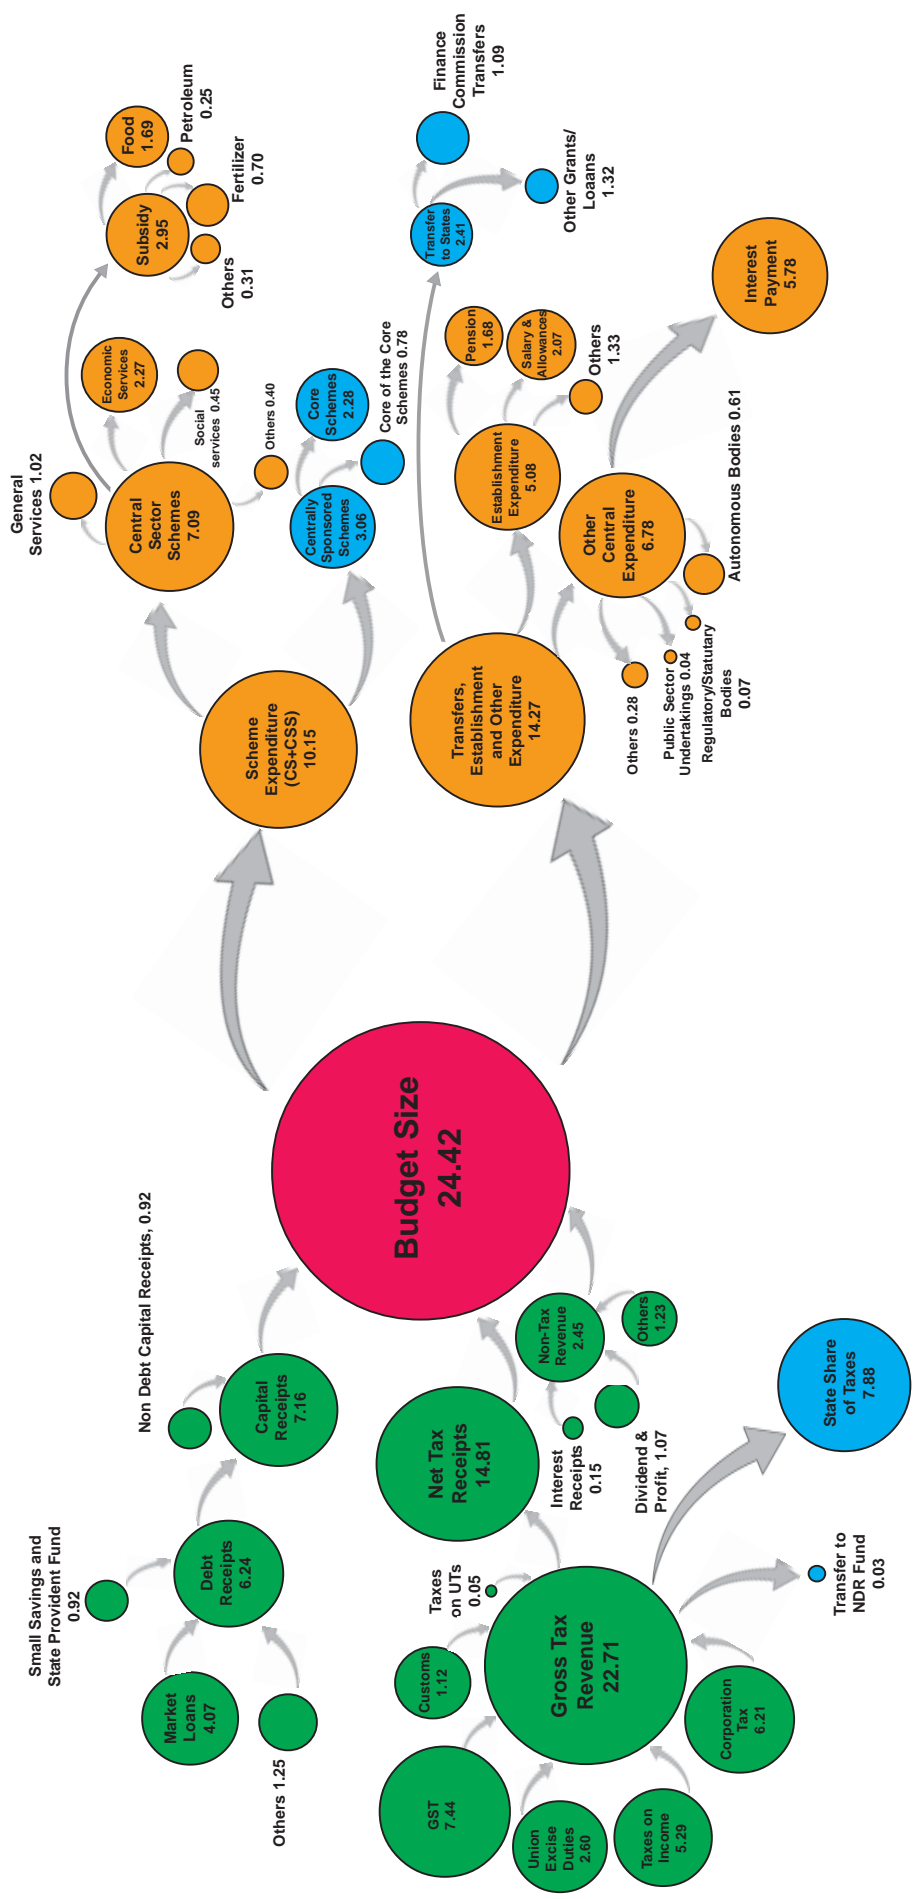 Small Savings and
State Provident Fund
0.92
Market
Loans
4.07
Others 1.25
Debt
Receipts
6.24
Non Debt Capital Receipts, 0.92
Capital
Receipts
7.16
GST
7.44
Customs
1.12
Taxes
on UTs
0.05
Union
Excise
Duties
2.60
Taxes on
Income
5.29
Corporation
Tax
6.21
Gross Tax
Revenue
22.71
Net Tax
Receipts
14.81
Interest
Receipts
0.15
Dividend &
Profit, 1.07
Non-Tax
Revenue
2.45
Others
1.23
Transfer to
NDR Fund
0.03
State Share
of Taxes
7.88
Budget Size
24.42
Scheme
Expenditure
(CS+CSS)
10.15
General
Services 1.02
Central
Sector
Schemes
7.09
Economic
Services
2.27
Social
services 0.45
Others 0.40
Subsidy
2.95
Food
1.69
Petroleum
0.25
Fertilizer
0.70
Others
0.31
Centrally
Sponsored
Schemes
3.06
Core
Schemes
2.28
Core of the Core
Schemes 0.78
Transfers,
Establishment
and Other
Expenditure
14.27
Transfer
to States
2.41
Finance
Commission
Transfers
1.09
Other Grants/
Loaans
1.32
Establishment
Expenditure
5.08
Pension
1.68
Salary &
Allowances
2.07
Others
1.33
Other
Central
Expenditure
6.78
Interest
Payment
5.78
Autonomous Bodies 0.61
Others 0.28
Public Sector
Undertakings 0.04
Regulatory/Statutary
Bodies
0.07